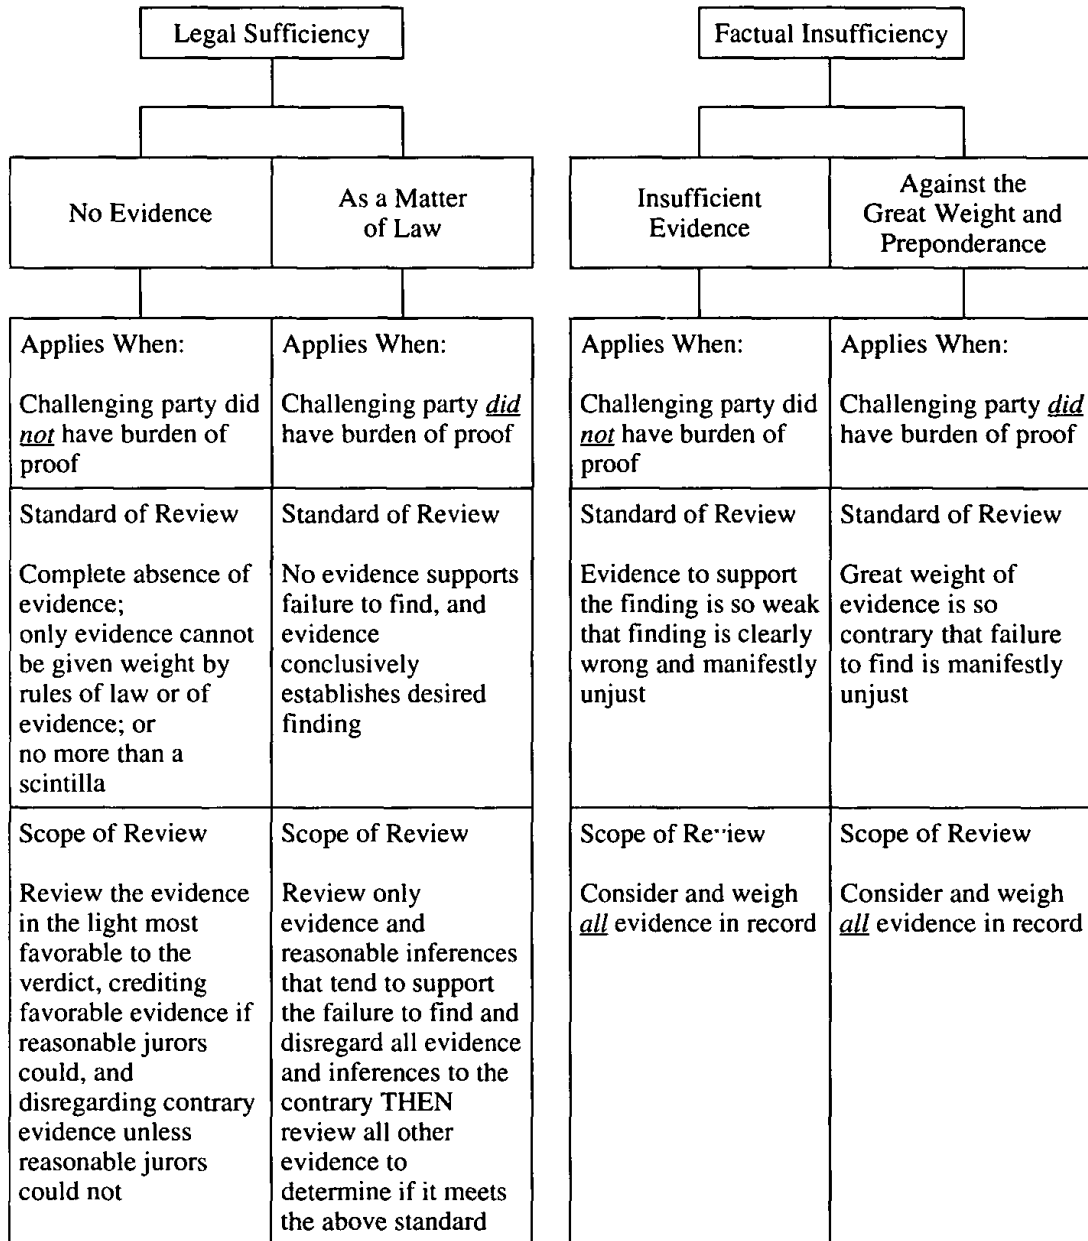 Legal Sufficiency
Factual Insufficiency
No Evidence
As a Matter
of Law
Insufficient
Evidence
Against the
Great Weight and
Preponderance
Applies When:
Challenging party did
not have burden of
proof
Applies When:
Challenging party did
have burden of proof
Applies When:
Challenging party did
not have burden of
proof
Applies When:
Challenging party did
have burden of proof
Standard of Review
Complete absence of
evidence;
only evidence cannot
be given weight by
rules of law or of
evidence; or
no more than a
scintilla
Standard of Review
No evidence supports
failure to find, and
evidence
conclusively
establishes desired
finding
Standard of Review
Evidence to support
the finding is so weak
that finding is clearly
wrong and manifestly
unjust
Standard of Review
Great weight of
evidence is so
contrary that failure
to find is manifestly
unjust
Scope of Review
Review the evidence
in the light most
favorable to the
verdict, crediting
favorable evidence if
reasonable jurors
could, and
disregarding contrary
evidence unless
reasonable jurors
could not
Scope of Review
Review only
evidence and
reasonable inferences
that tend to support
the failure to find and
disregard all evidence
and inferences to the
contrary THEN
review all other
evidence to
determine if it meets
the above standard
Scope of Review
Consider and weigh
all evidence in record
Scope of Review
Consider and weigh
all evidence in record